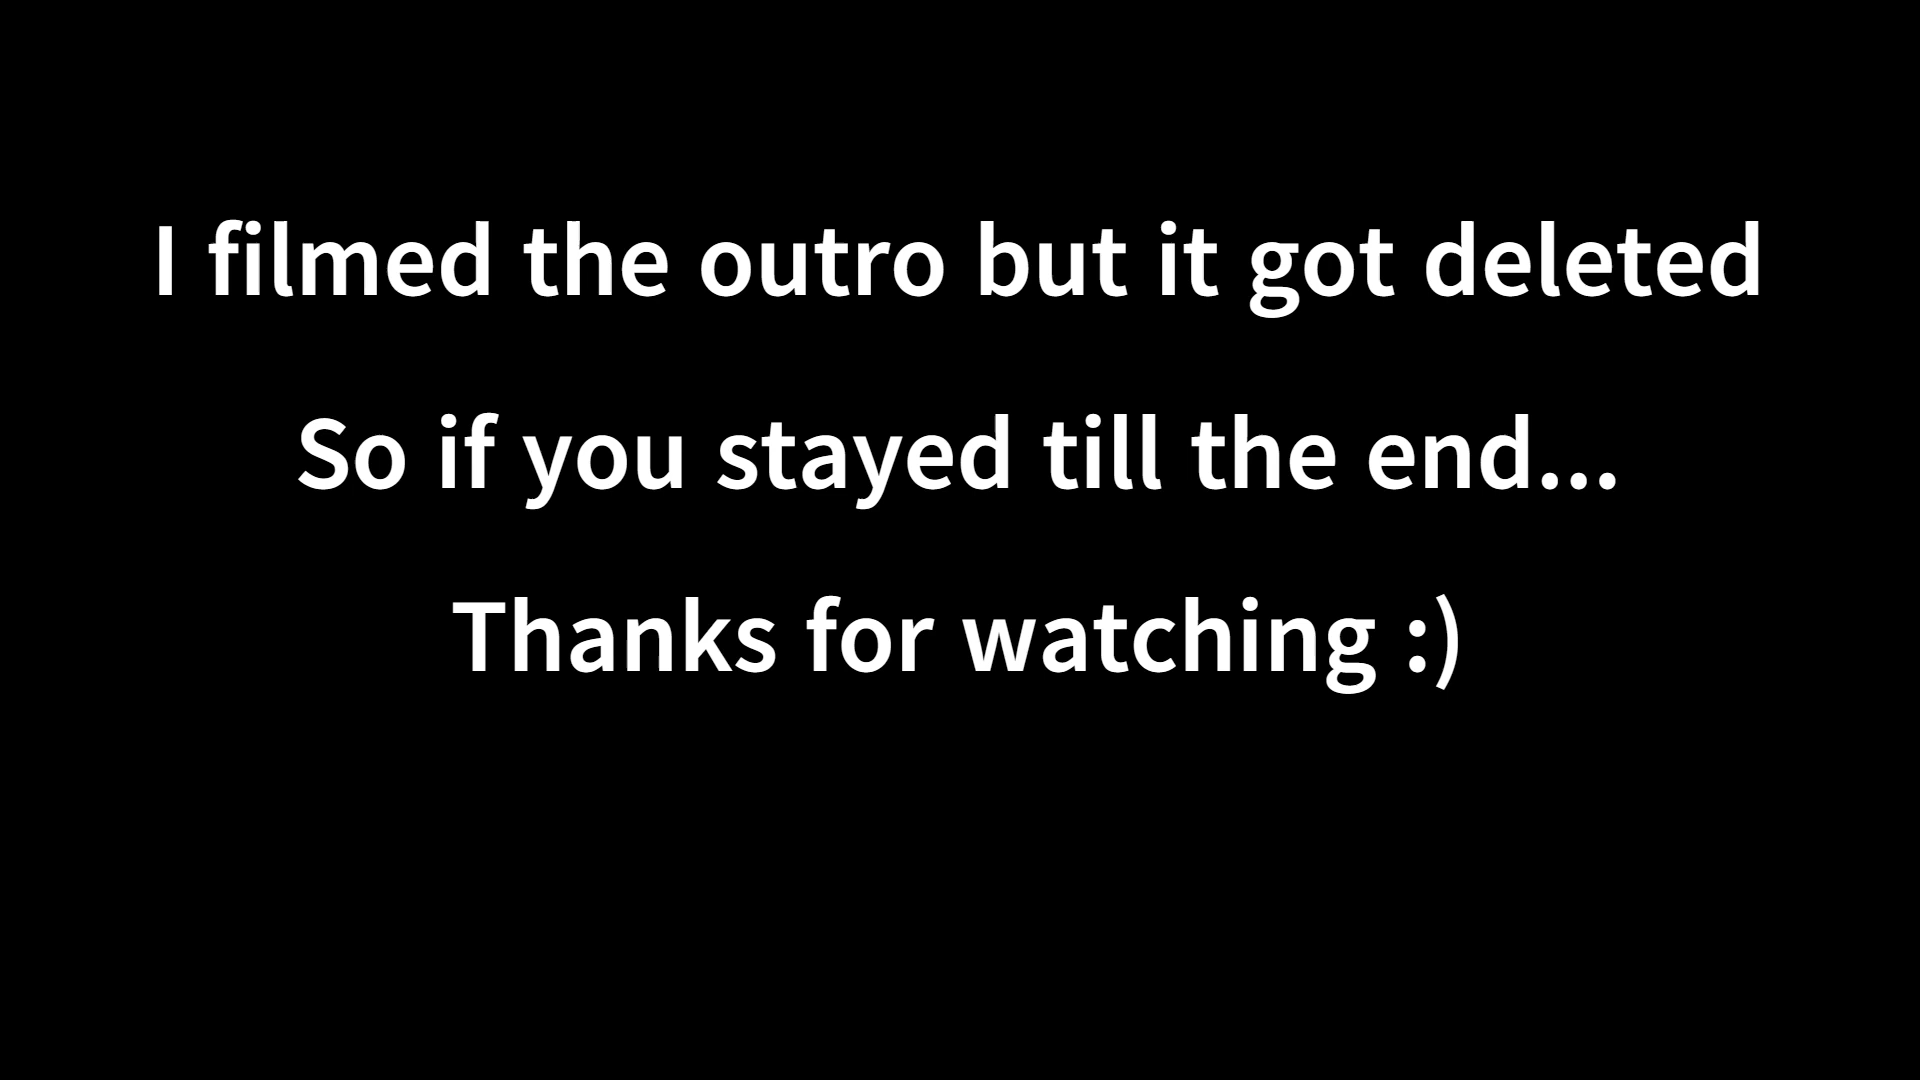 I filmed the outro but it got deleted
So if you stayed till the end...
Thanks for watching :)